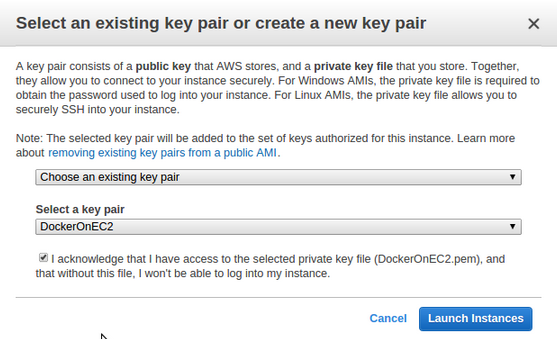 Select an existing key pair or create a new key pair
A key pair consists of a public key that AWS stores, and a private key file that you store. Together,
they allow you to connect to your instance securely. For Windows AMIs, the private key file is required to
obtain the password used to log into your instance. For Linux AMIs, the private key file allows you to
securely SSH into your instance.
Note: The selected key pair will be added to the set of keys authorized for this instance. Learn more
about removing existing key pairs from a public AMI.
Choose an existing key pair
Select a key pair
DockerOnEC2
I acknowledge that I have access to the selected private key file (DockerOnEC2.pem), and
that without this file, I won't be able to log into my instance.
Cancel Launch Instances